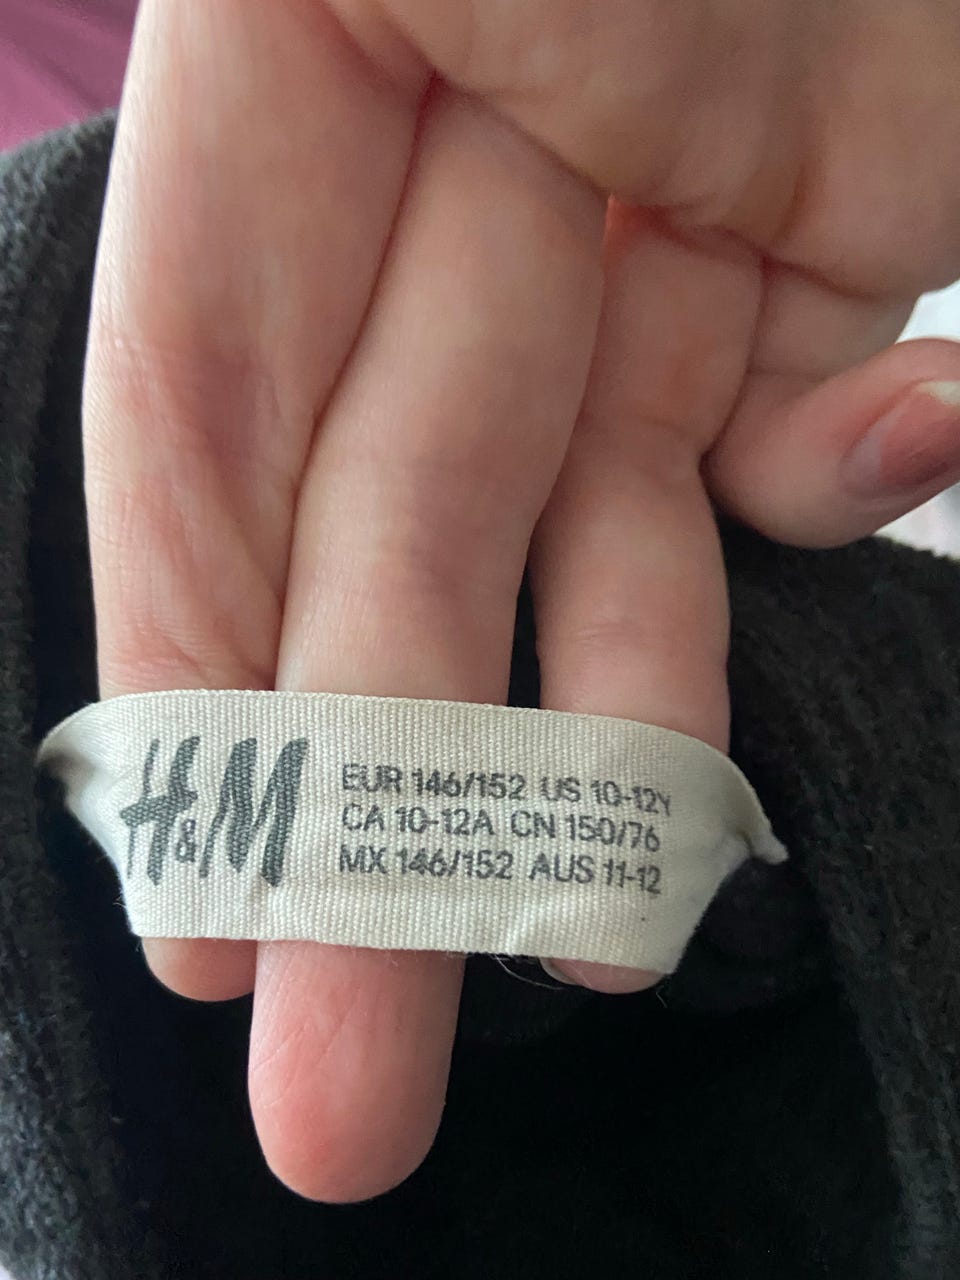 H&M
EUR 146/152 US 10-12Y
CA 10-12A CN 150/76
MX 146/152 AUS 11-12